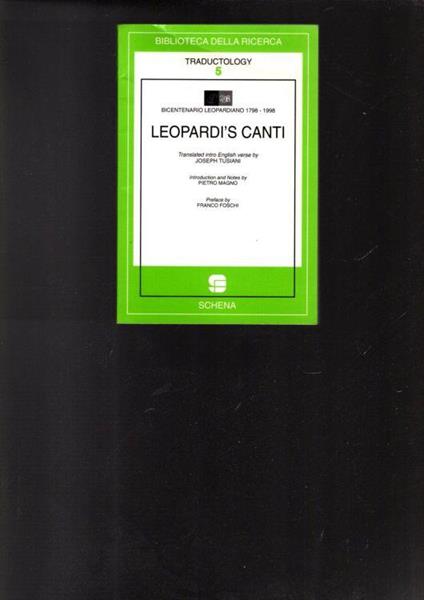 BIBLIOTECA DELLA RICERCA
TRADUCTOLOGY
5
BICENTENARIO LEOPARDIANO 1798 - 1998
LEOPARDI'S CANTI
Translated intro English verse by
JOSEPH TUSIANI
Introduction and Notes by
PIETRO MAGNO
Preface by
FRANCO FOSCHI
SCHENA